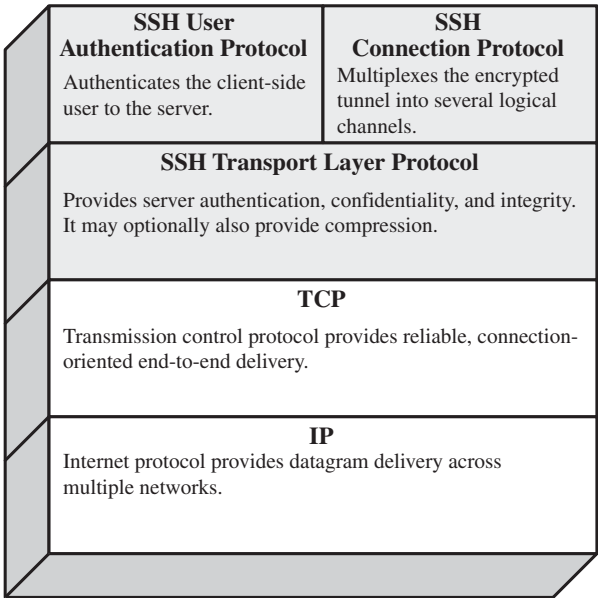 SSH User
Authentication Protocol
Authenticates the client-side
user to the server.
SSH
Connection Protocol
Multiplexes the encrypted
tunnel into several logical
channels.
SSH Transport Layer Protocol
Provides server authentication, confidentiality, and integrity.
It may optionally also provide compression.
TCP
Transmission control protocol provides reliable, connection-
oriented end-to-end delivery.
IP
Internet protocol provides datagram delivery across
multiple networks.